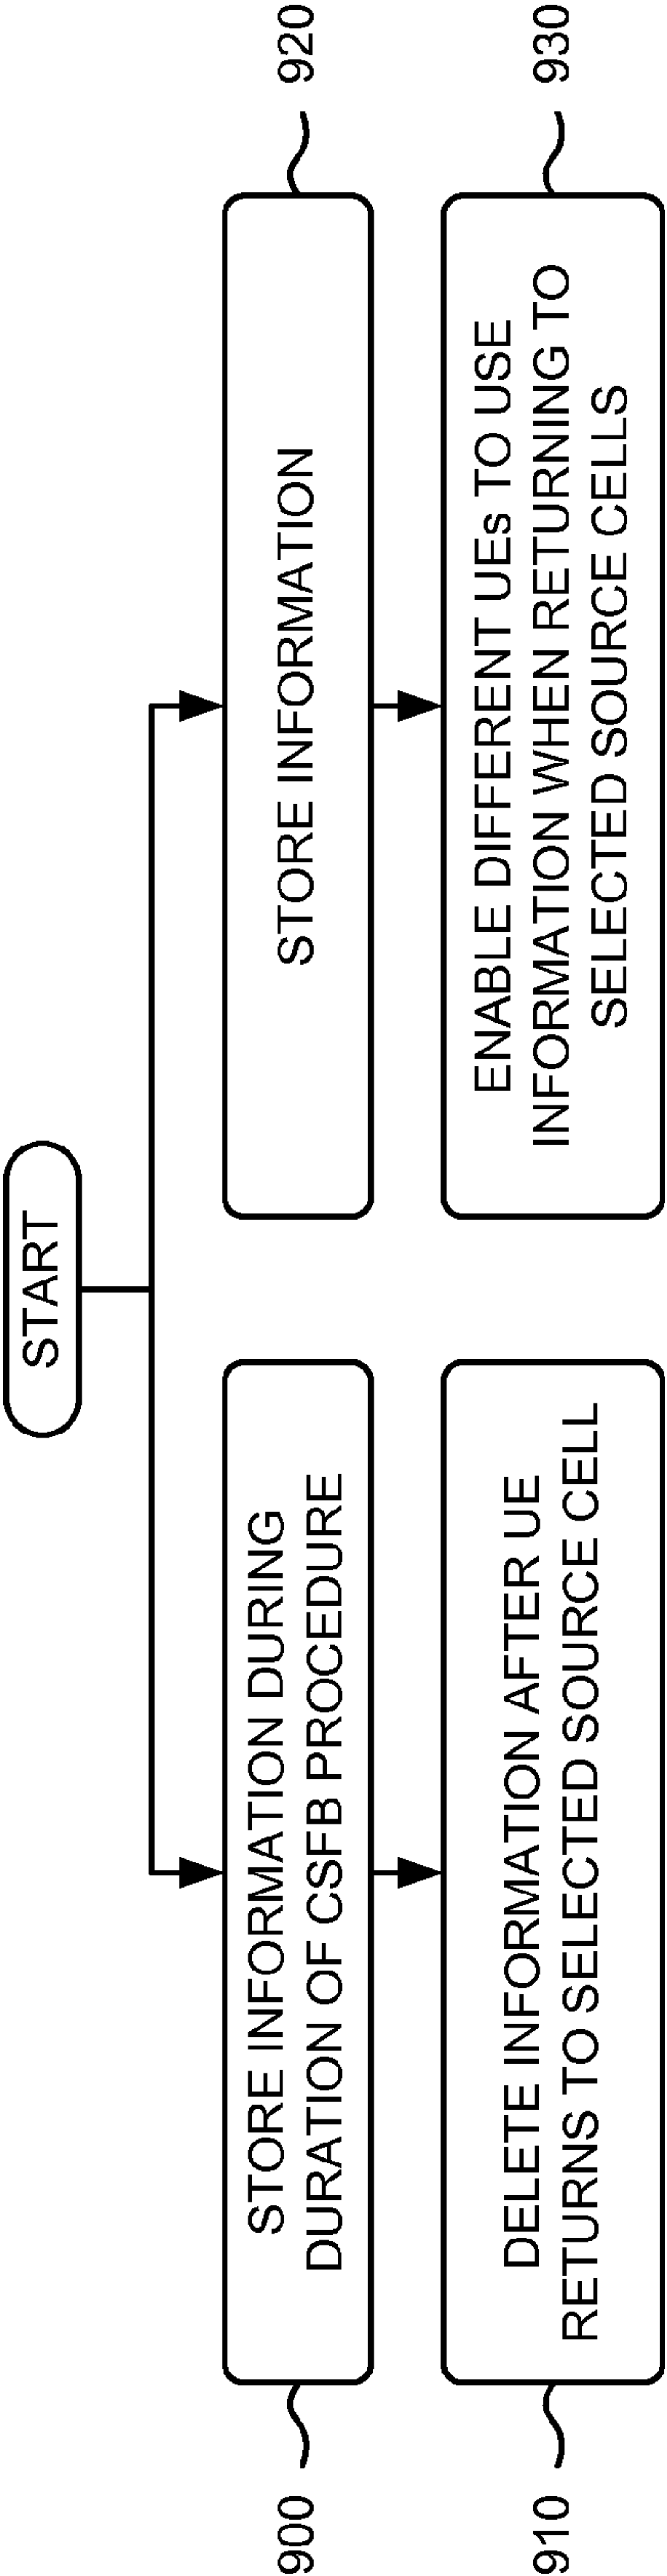 START
900
STORE INFORMATION DURING
DURATION OF CSFB PROCEDURE
910
DELETE INFORMATION AFTER UE
RETURNS TO SELECTED SOURCE CELL
STORE INFORMATION
920
ENABLE DIFFERENT UEs TO USE
INFORMATION WHEN RETURNING TO
SELECTED SOURCE CELLS
930